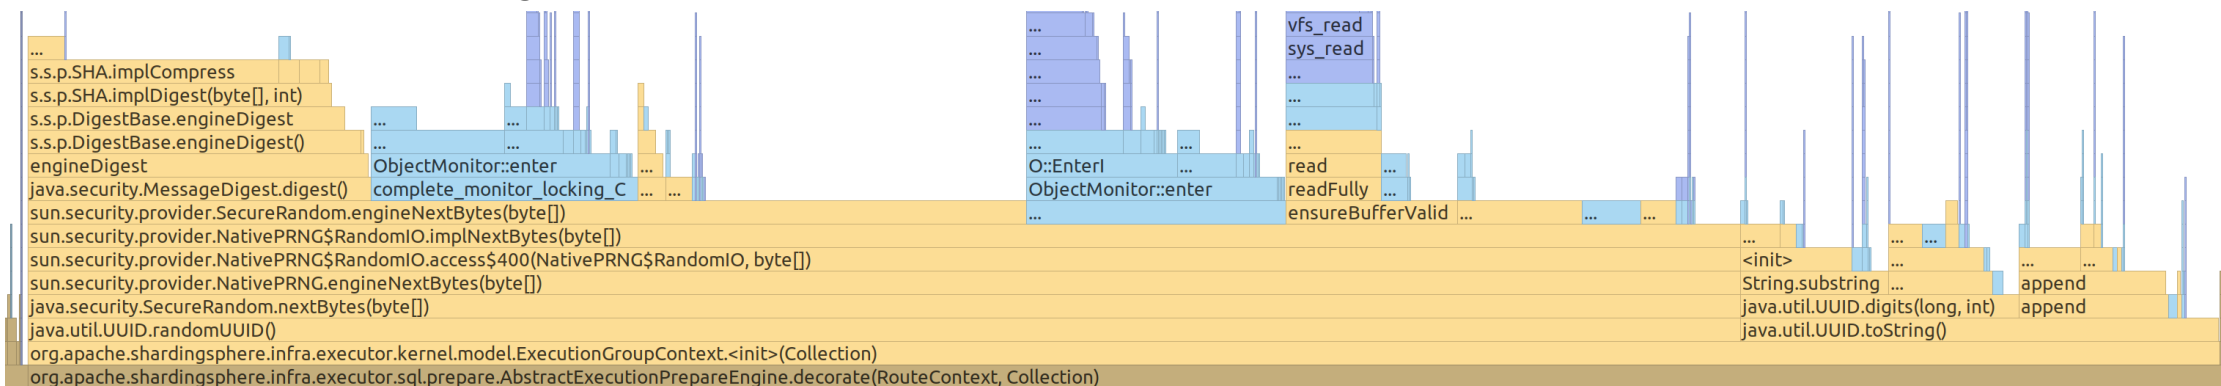 ... ... vfs_read
... ... sys_read
s.s.p.SHA.implCompress ... ...
s.s.p.SHA.implDigest(byte[], int) ... ...
s.s.p.DigestBase.engineDigest ... ... ... ...
s.s.p.DigestBase.engineDigest() ... ... ... ... ...
engineDigest ObjectMonitor::enter ... O::EnterI ... read ...
java.security.MessageDigest.digest() complete_monitor_locking_C ... ... ObjectMonitor::enter readFully ...
sun.security.provider.SecureRandom.engineNextBytes(byte[]) ... ensureBufferValid ... ... ...
sun.security.provider.NativePRNG$RandomIO.implNextBytes(byte[]) ... ... ...
sun.security.provider.NativePRNG$RandomIO.access$400(NativePRNG$RandomIO, byte[]) <init> ... ... ...
sun.security.provider.NativePRNG.engineNextBytes(byte[]) String.substring ... append
java.security.SecureRandom.nextBytes(byte[]) java.util.UUID.digits(long, int) append
java.util.UUID.randomUUID() java.util.UUID.toString()
org.apache.shardingsphere.infra.executor.kernel.model.ExecutionGroupContext.<init>(Collection)
org.apache.shardingsphere.infra.executor.sql.prepare.AbstractExecutionPrepareEngine.decorate(RouteContext, Collection)